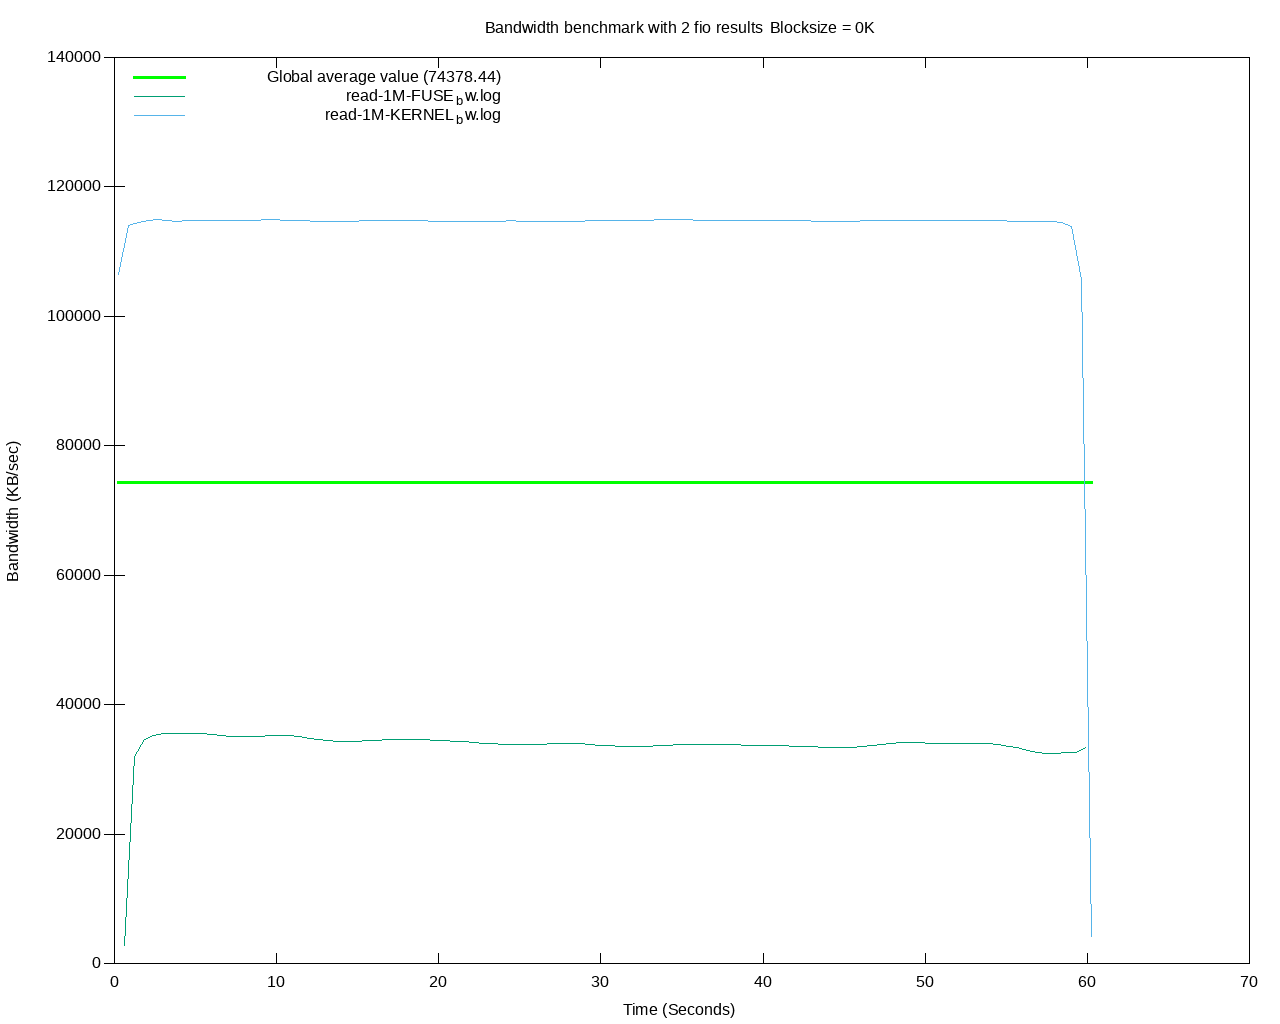 Bandwidth benchmark with 2 fio results Blocksize = 0K
140000
120000
100000
80000
60000
40000
20000
0
Global average value (74378.44)
read-1M-FUSE_bw.log
read-1M-KERNEL_bw.log
Bandwidth (KB/sec)
0 10 20 30 40 50 60 70
Time (Seconds)